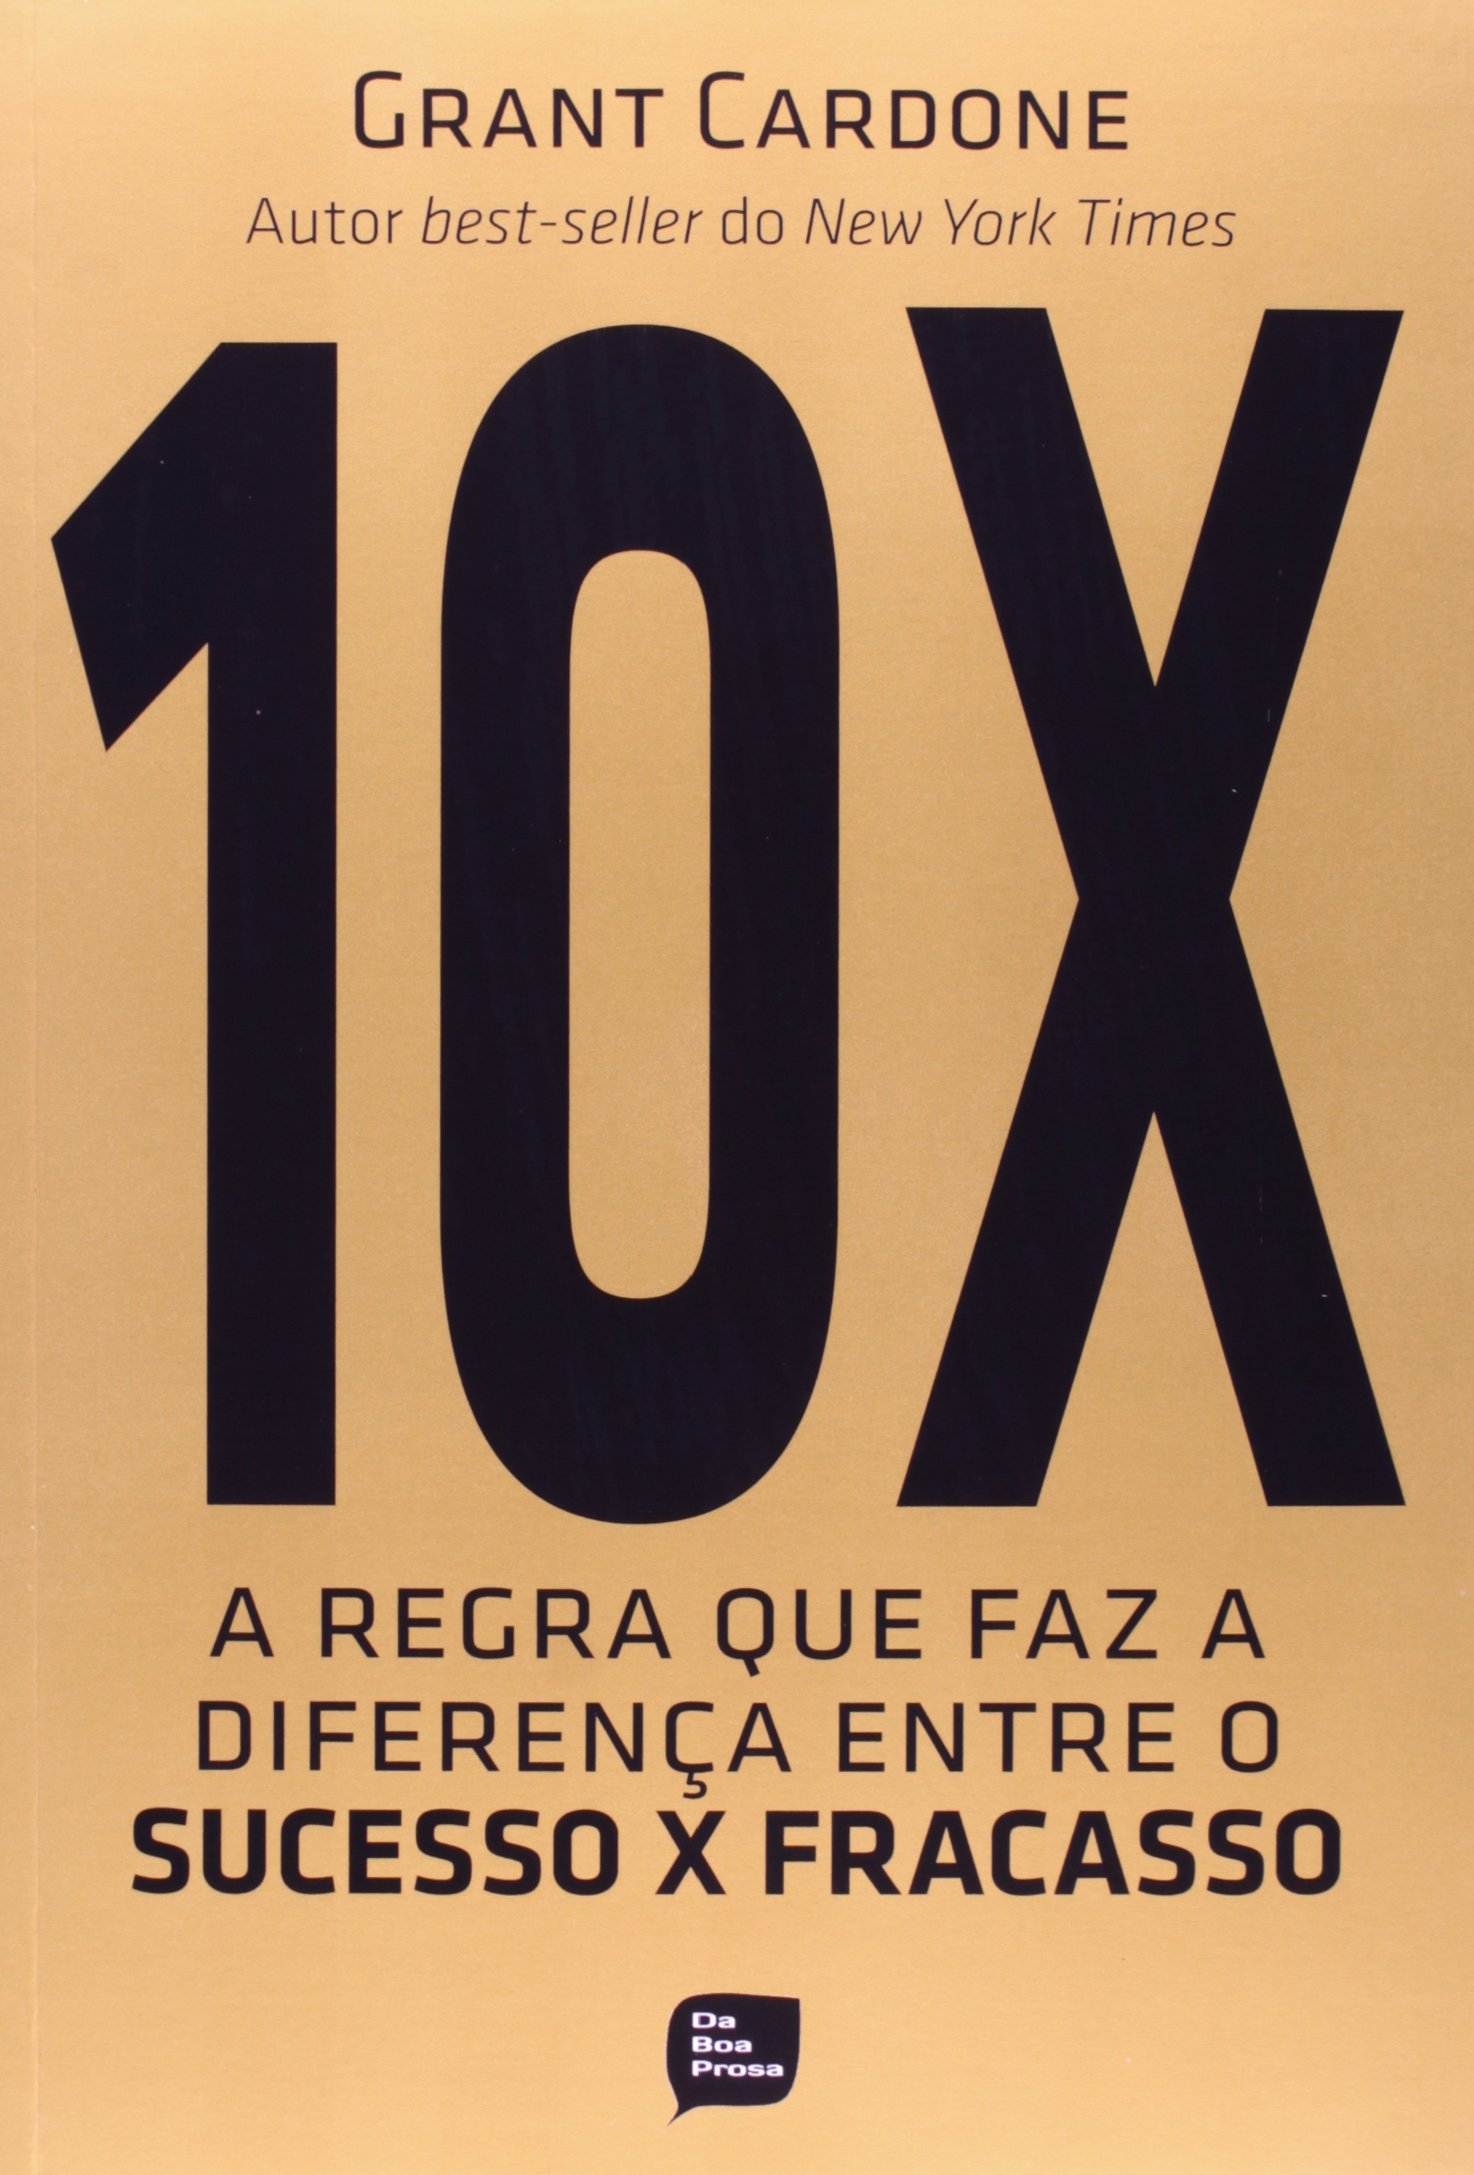 GRANT CARDONE
Autor best-seller do New York Times
10X
A REGRA QUE FAZ A
DIFERENÇA ENTRE O
SUCESSO X FRACASSO
Da
Boa
Prosa